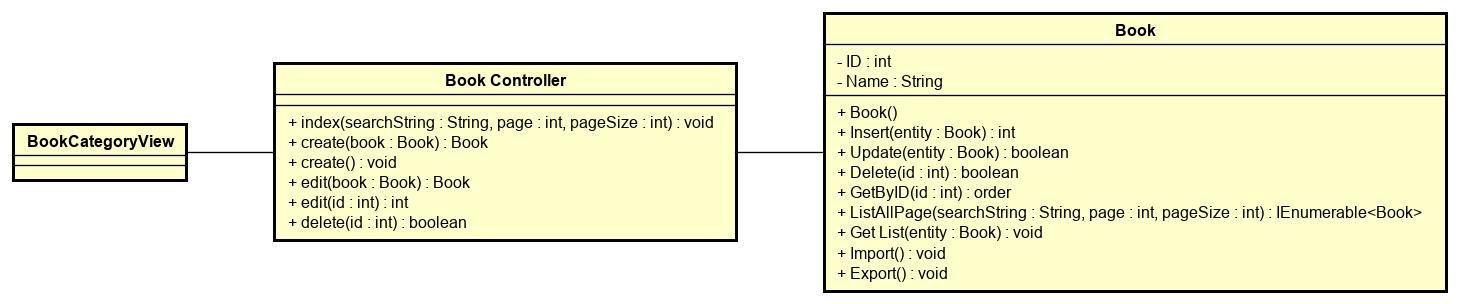 BookCategoryView
Book Controller
+ index(searchString : String, page : int, pageSize : int) : void
+ create(book : Book) : Book
+ create() : void
+ edit(book : Book) : Book
+ edit(id : int) : int
+ delete(id : int) : boolean
Book
- ID : int
- Name : String
+ Book()
+ Insert(entity : Book) : int
+ Update(entity : Book) : boolean
+ Delete(id : int) : boolean
+ GetByID(id : int) : order
+ ListAllPage(searchString : String, page : int, pageSize : int) : IEnumerable<Book>
+ Get List(entity : Book) : void
+ Import() : void
+ Export() : void